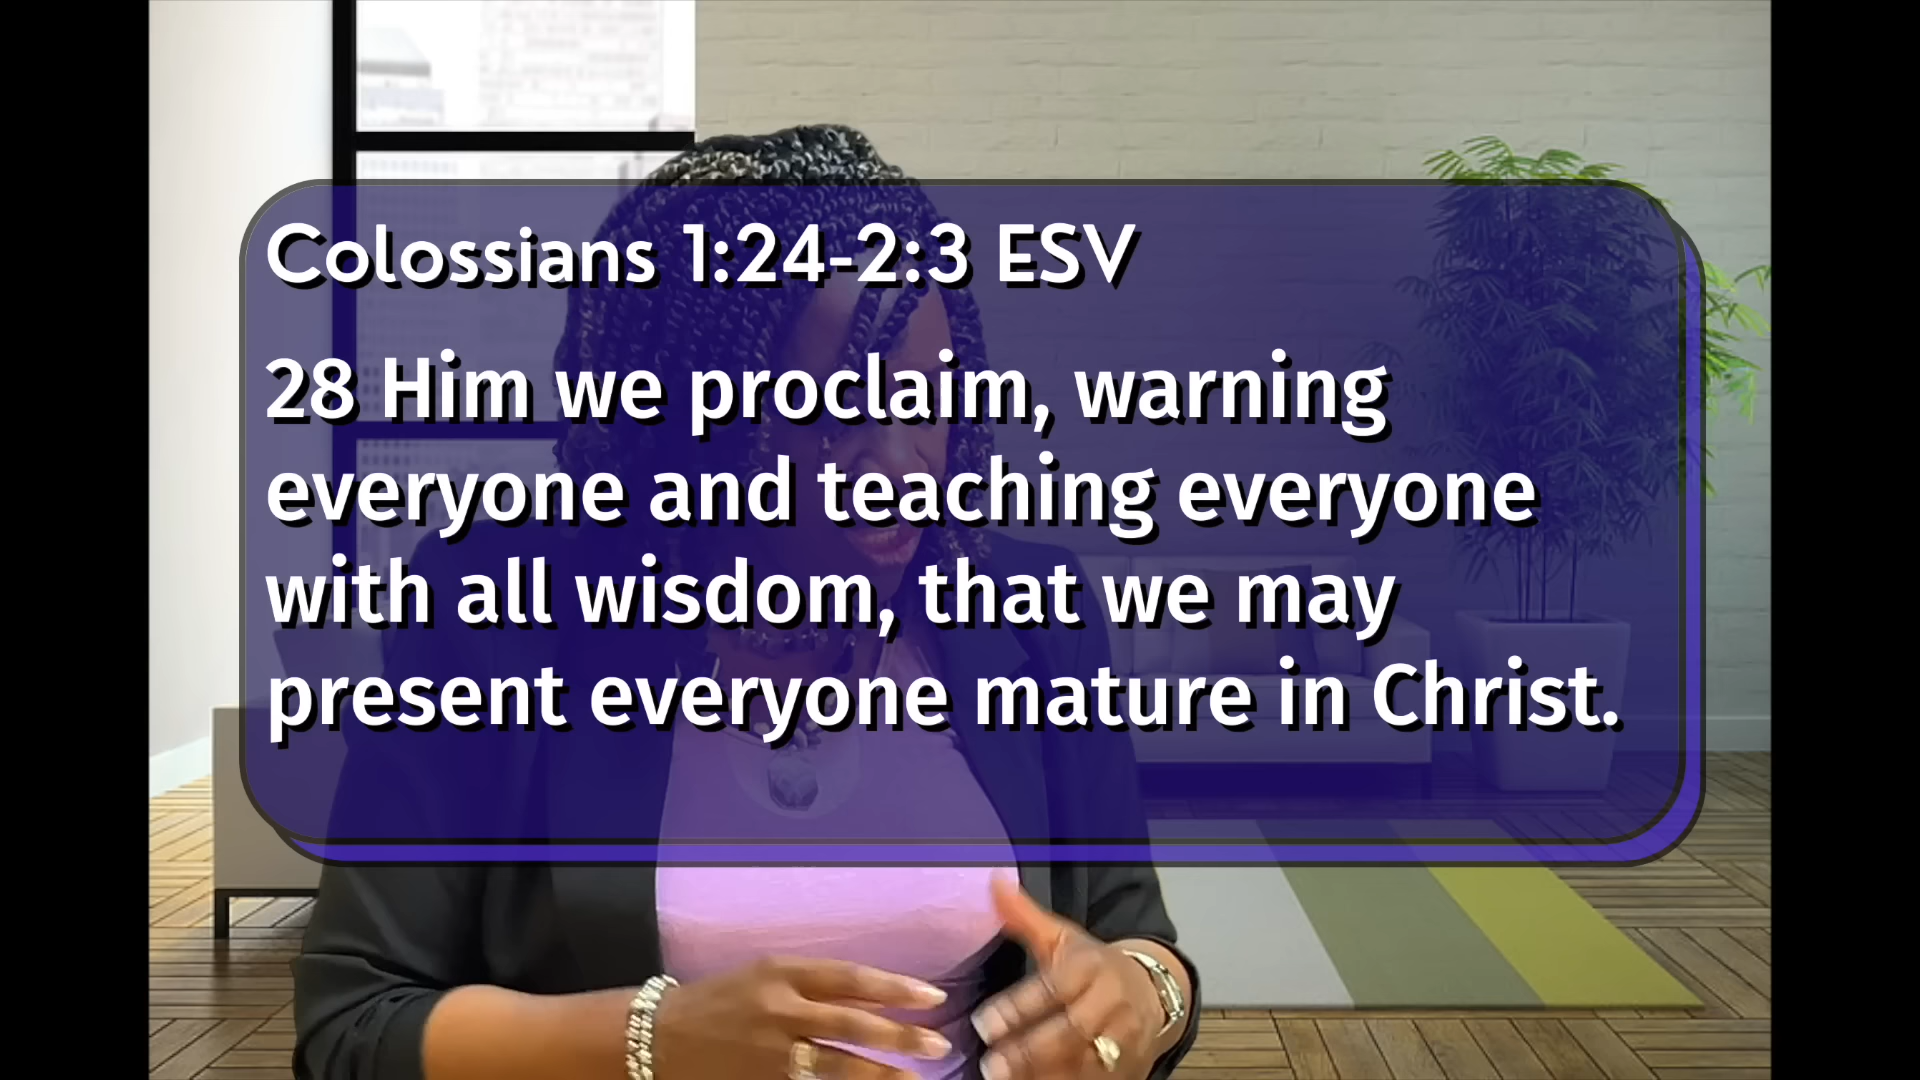 Colossians 1:24-2:3 ESV
28 Him we proclaim, warning
everyone and teaching everyone
with all wisdom, that we may
present everyone mature in Christ.